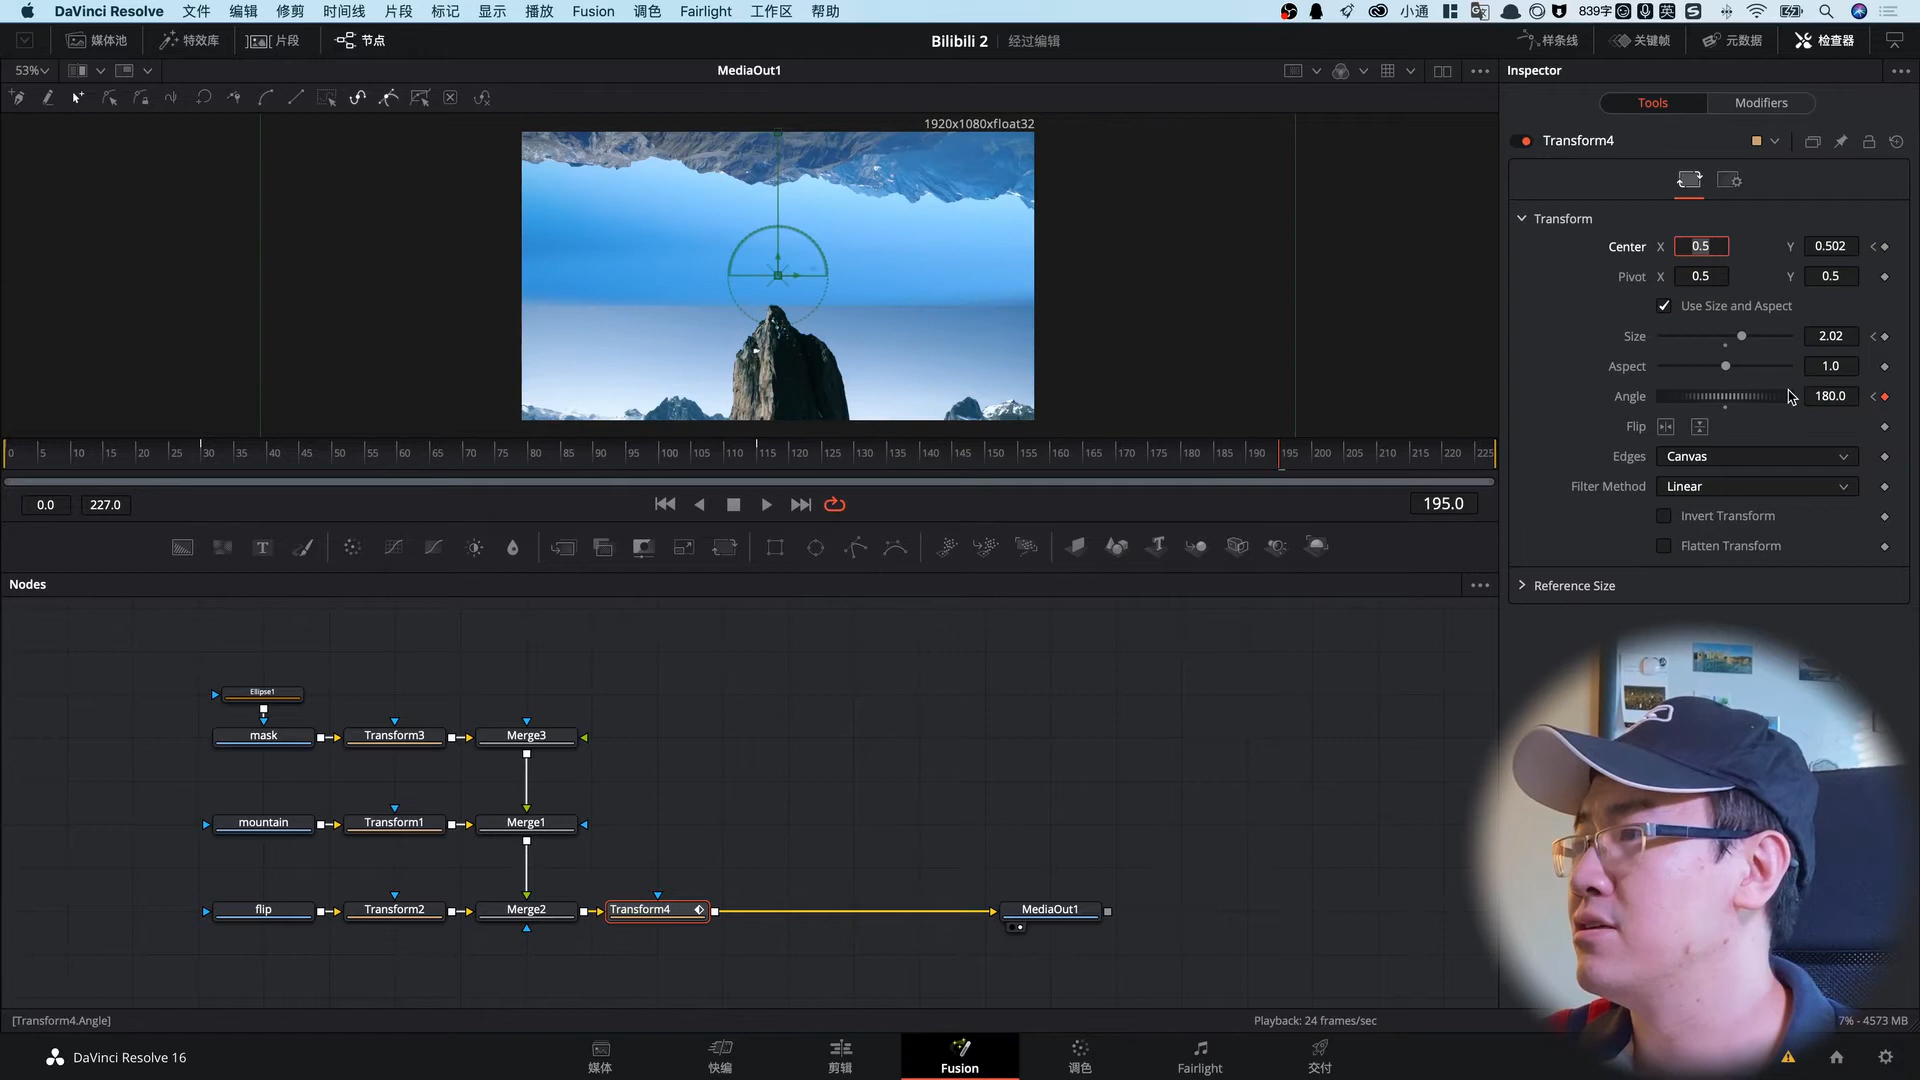 DaVinci Resolve 文件 编辑 修剪 时间线 片段 标记 显示 播放 Fusion 调色 Fairlight 工作区 帮助 小通 839字 英
媒体池 特效库 片段 节点 Bilibili 2 经过编辑 样条线 关键帧 元数据 检查器
53% MediaOut1 Inspector
Tools Modifiers
1920x1080xfloat32
Transform4
Transform
Center X 0.5 Y 0.502
Pivot X 0.5 Y 0.5
Use Size and Aspect
Size 2.02
Aspect 1.0
Angle 180.0
Flip
Edges Canvas
Filter Method Linear
Invert Transform
Flatten Transform
Reference Size
0 5 10 15 20 25 30 35 40 45 50 55 60 65 70 75 80 85 90 95 100 105 110 115 120 125 130 135 140 145 150 155 160 165 170 175 180 185 190 195 200 205 210 215 220 225
0.0 227.0 195.0
Nodes
Ellipse1
mask Transform3 Merge3
mountain Transform1 Merge1
flip Transform2 Merge2 Transform4 MediaOut1
[Transform4.Angle] Playback: 24 frames/sec 7% - 4573 MB
DaVinci Resolve 16 媒体 快编 剪辑 Fusion 调色 Fairlight 交付